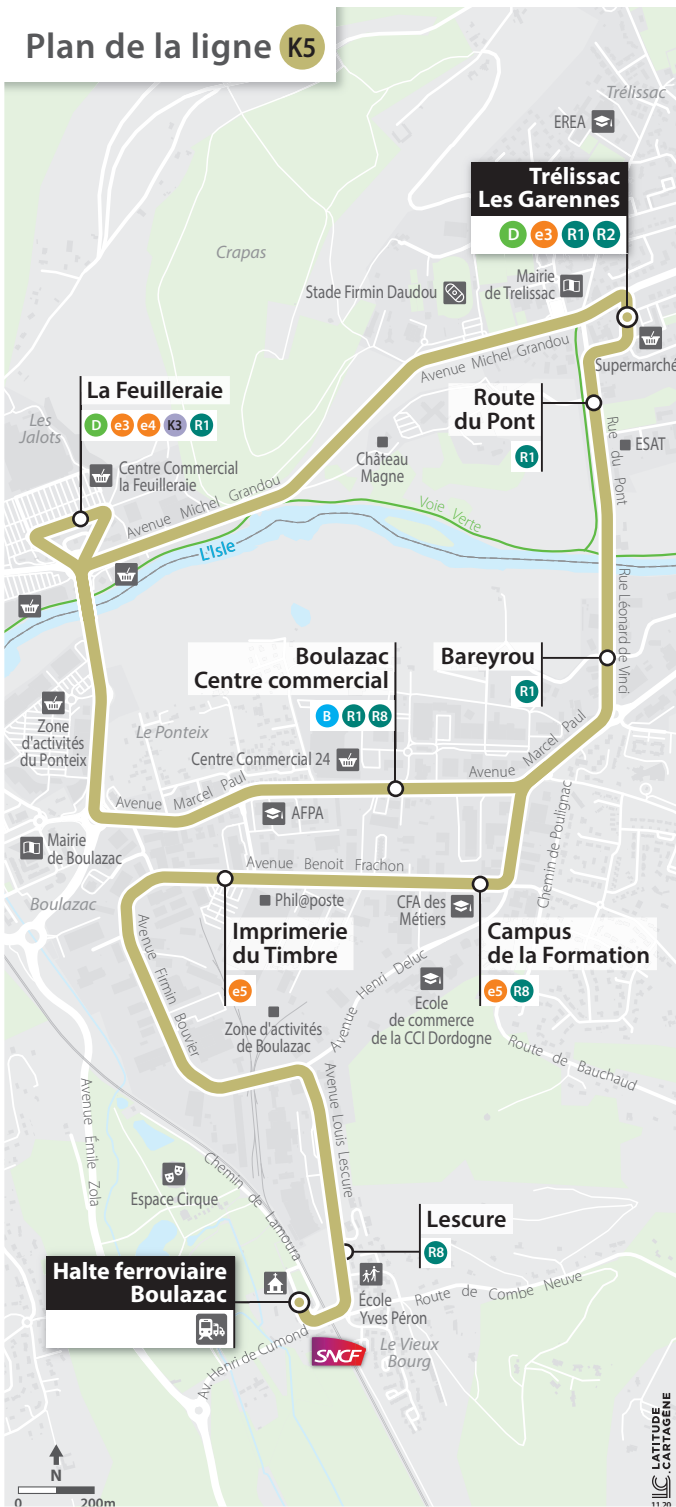 Plan de la ligne K5
Trélissac
EREA
Trélissac
Les Garennes
D e3 R1 R2
Crapas
Stade Firmin Daudou
Mairie
de Trelissac
Avenue Michel Grandou
Supermarché
La Feuilleraie
D e3 e4 K3 R1
Route
du Pont
R1
Les
Jalots
Centre Commercial
la Feuilleraie
Château
Magne
ESAT
Rue du Pont
Avenue Michel Grandou
Voie Verte
L'Isle
Rue Léonard de Vinci
Boulazac
Centre commercial
B R1 R8
Bareyrou
R1
Zone
d'activités
du Ponteix
Le Ponteix
Centre Commercial 24
Avenue Marcel Paul
Avenue Marcel Paul
AFPA
Chemin de Poulignac
Mairie
de Boulazac
Avenue Benoit Frachon
Boulazac
Phil@poste
CFA des
Métiers
Imprimerie
du Timbre
e5
Campus
de la Formation
e5 R8
Avenue Firmin Bouvier
Avenue Henri Deluc
Ecole
de commerce
de la CCI Dordogne
Zone d'activités
de Boulazac
Route de Bauchaud
Avenue Louis Lescure
Avenue Émile Zola
Chemin de Lamoura
Espace Cirque
Lescure
R8
Halte ferroviaire
Boulazac
École
Yves Péron
Route de Combe Neuve
Av. Henri de Cumond
SNCF
Le Vieux
Bourg
N
0 200m
LC LATITUDE
.CARTAGÈNE
11.20